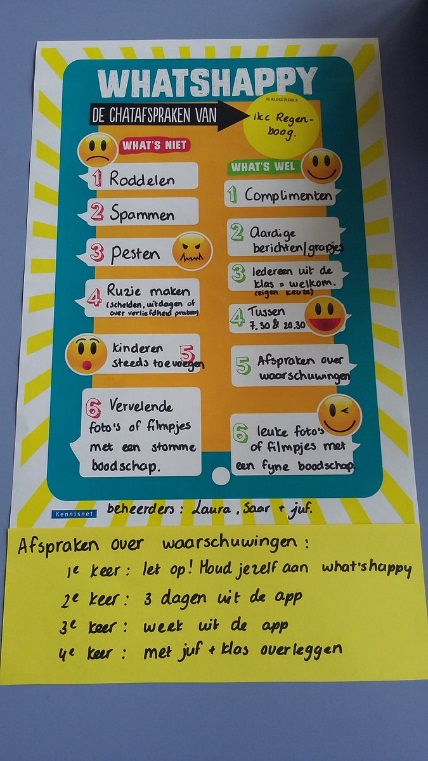 WHATSHAPPY
DE CHATAFSPRAKEN VAN
ikc Regen-
boog.
WHAT'S NIET
1 Roddelen
2 Spammen
3 Pesten
4 Ruzie maken
(schelden, uitdagen of
over verliefdheid praten)
5 kinderen
steeds toevoegen
6 Vervelende
foto's of filmpjes
met een stomme
boodschap.
WHAT'S WEL
1 Complimenten
2 Aardige
berichten/grapjes
3 Iedereen uit de
klas = welkom.
(eigen keuze)
4 Tussen
7.30 & 20.30
5 Afspraken over
waarschuwingen
6 leuke foto's
of filmpjes met
een fijne boodschap
Kennisnet
beheerders: Laura, Saar + juf.
Afspraken over waarschuwingen:
1e keer: let op! Houd jezelf aan what'shappy
2e keer: 3 dagen uit de app
3e keer: week uit de app
4e keer: met juf + klas overleggen